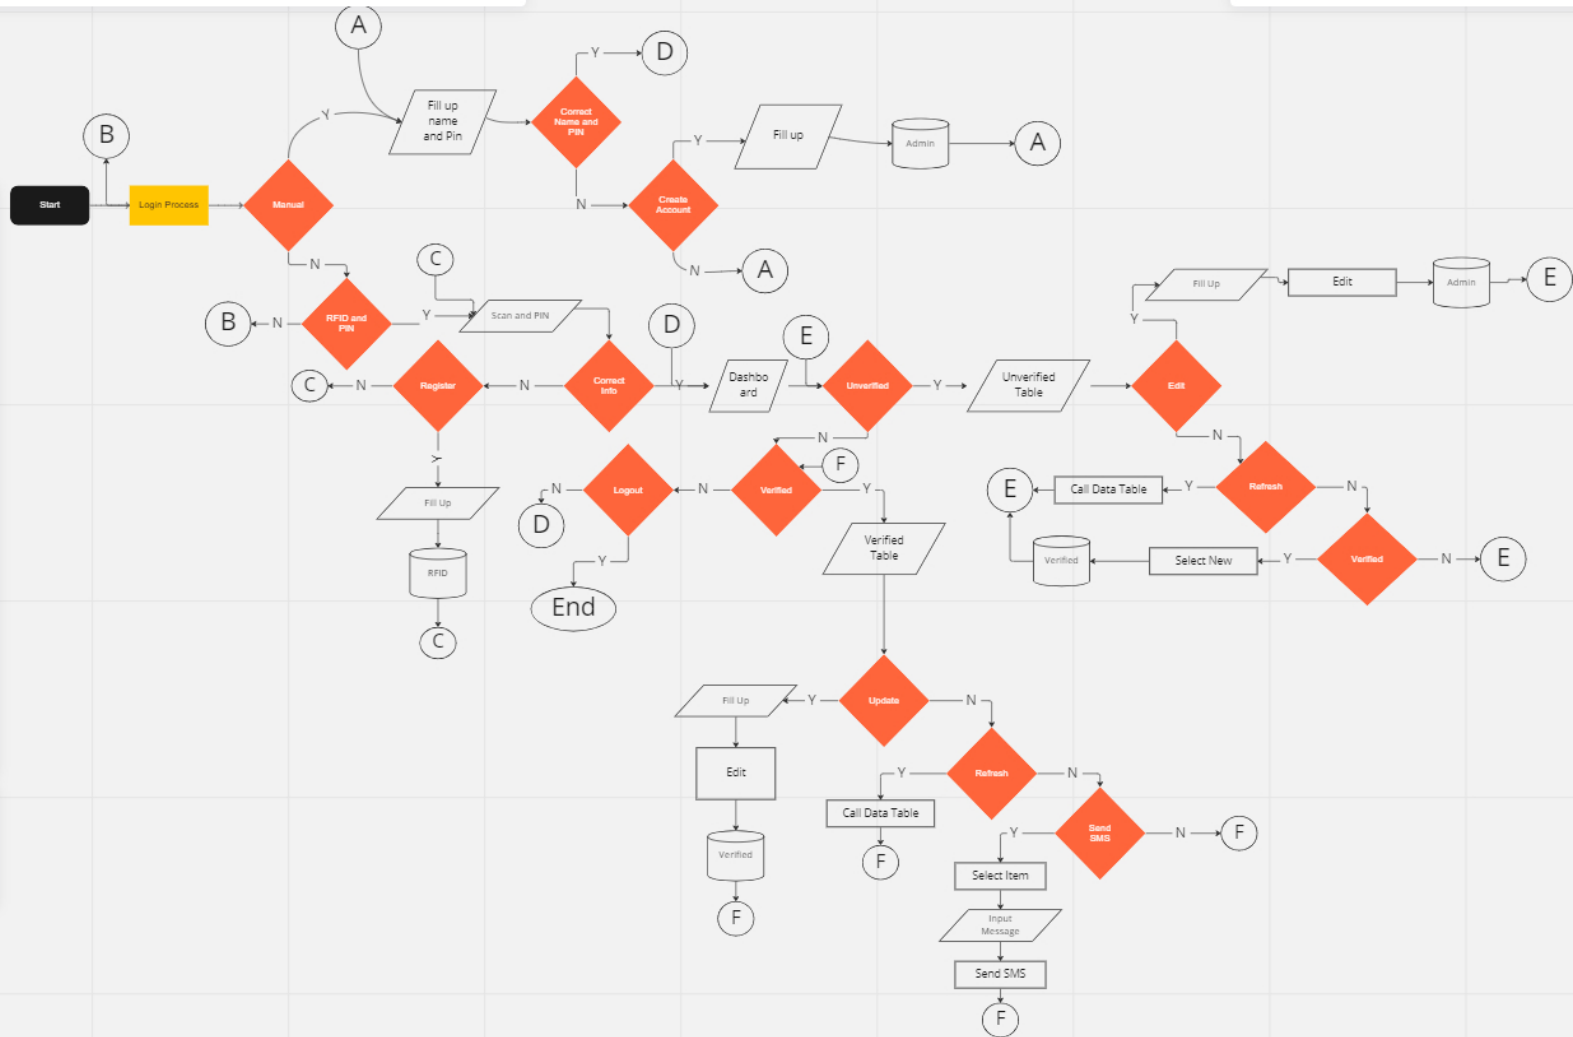 A
Y
Fill up
name
and Pin
Correct
Name and
PIN
Y
D
N
Create
Account
Y
Fill up
Admin
A
N
A
B
Start
Login Process
Manual
N
RFID and
PIN
N
B
Y
C
Scan and PIN
Correct
Info
N
Register
N
C
Y
Fill Up
RFID
C
D
Y
Dashbo
ard
E
Unverified
Y
Unverified
Table
Edit
Y
Fill Up
Edit
Admin
E
N
Refresh
Y
Call Data Table
E
N
Verified
Y
Select New
Verified
N
E
N
F
Verified
N
Logout
N
D
Y
End
Y
Verified
Table
Update
Y
Fill Up
Edit
Verified
F
N
Refresh
Y
Call Data Table
F
N
Send
SMS
N
F
Y
Select Item
Input
Message
Send SMS
F